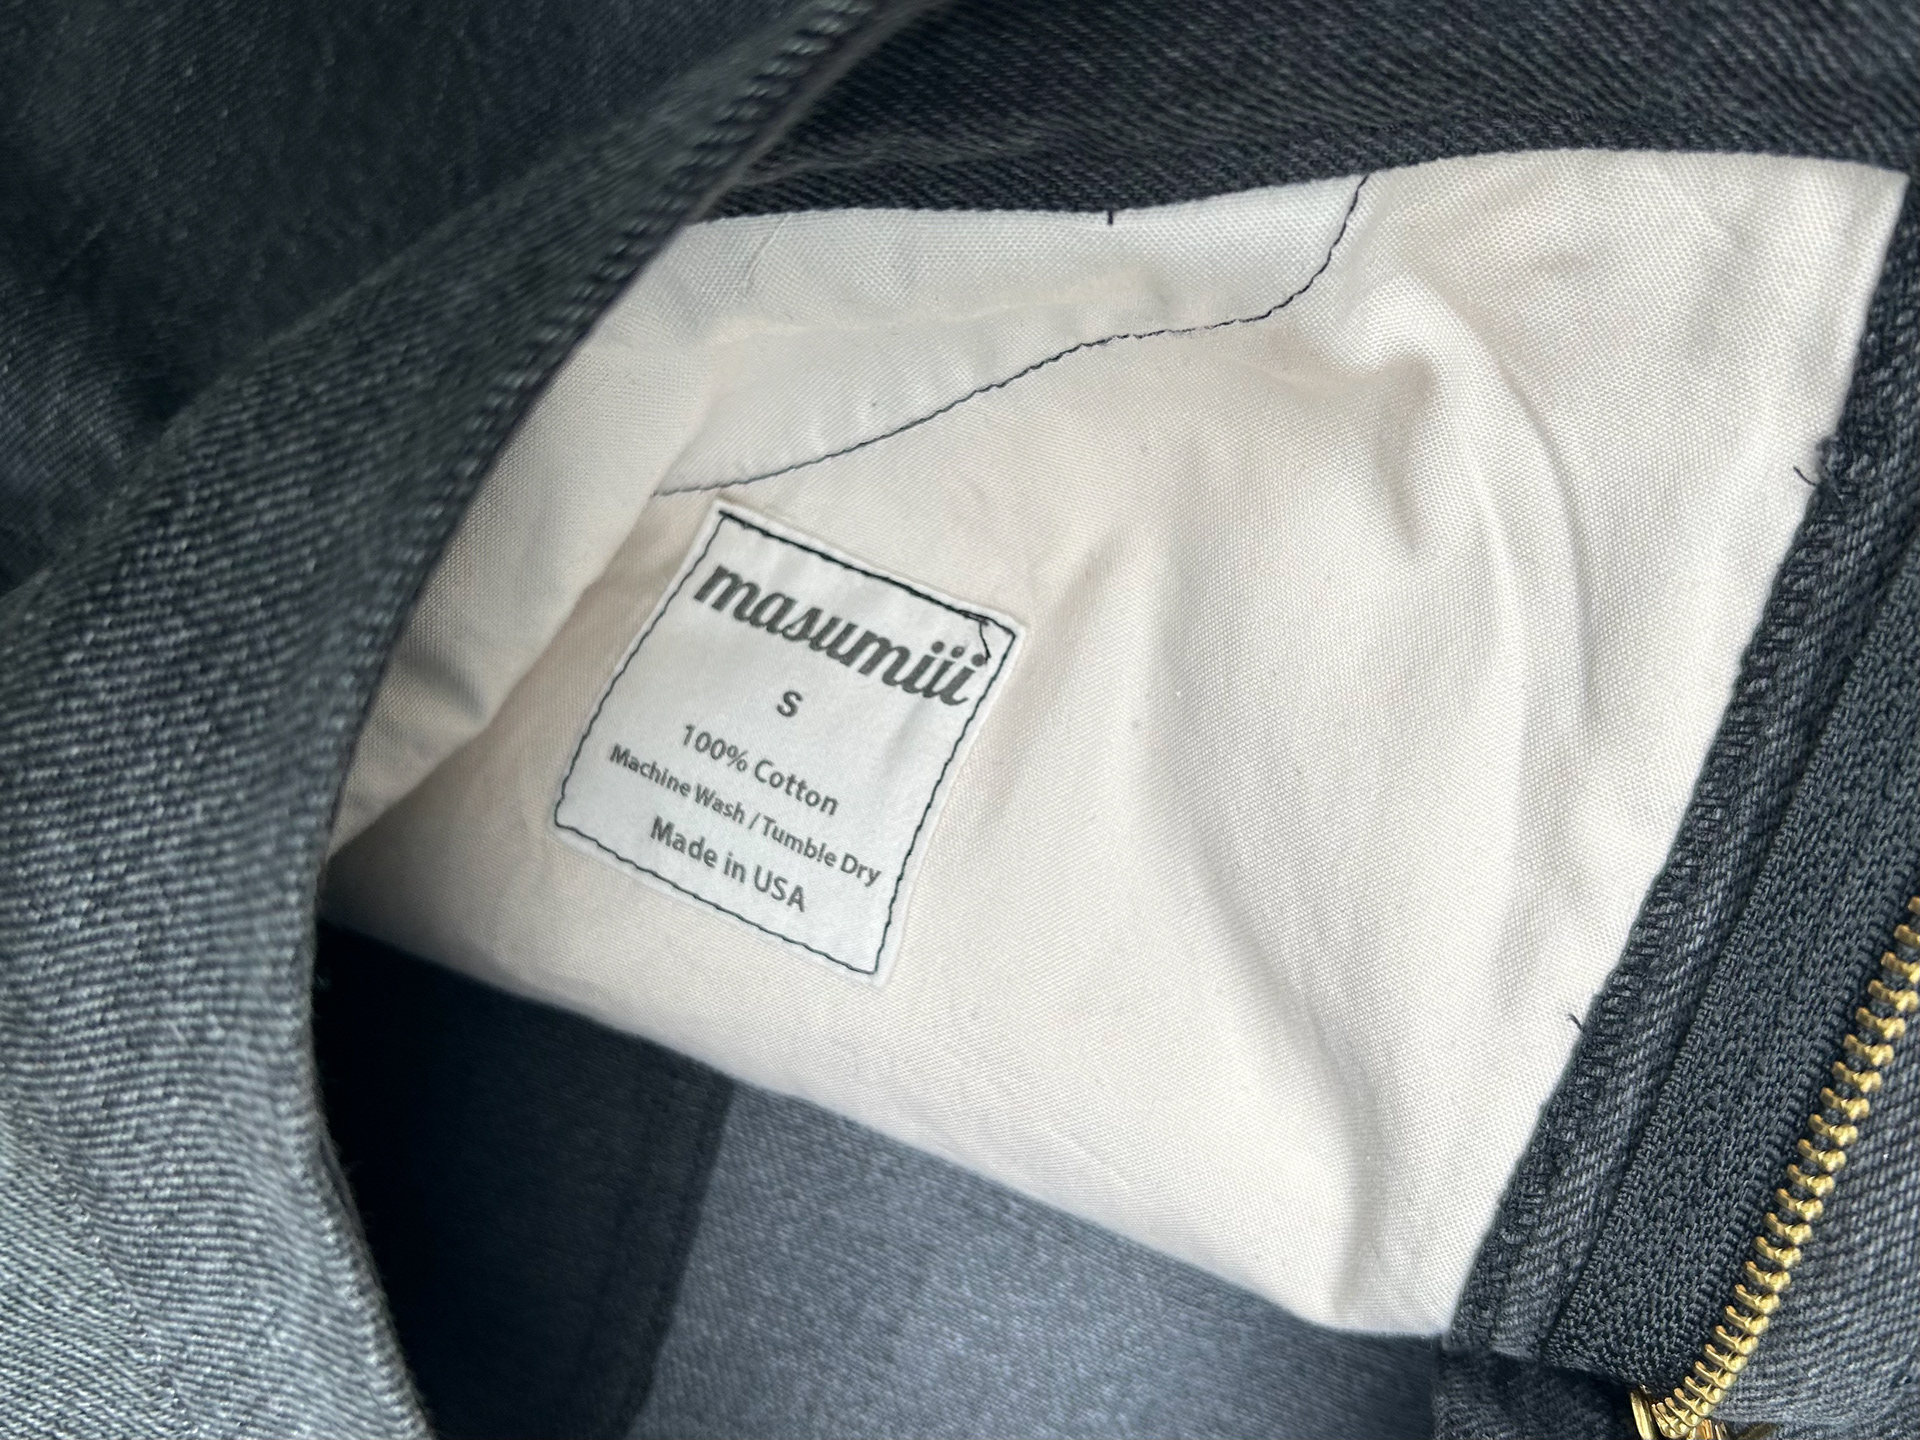 masumiii
S
100% Cotton
Machine Wash / Tumble Dry
Made in USA